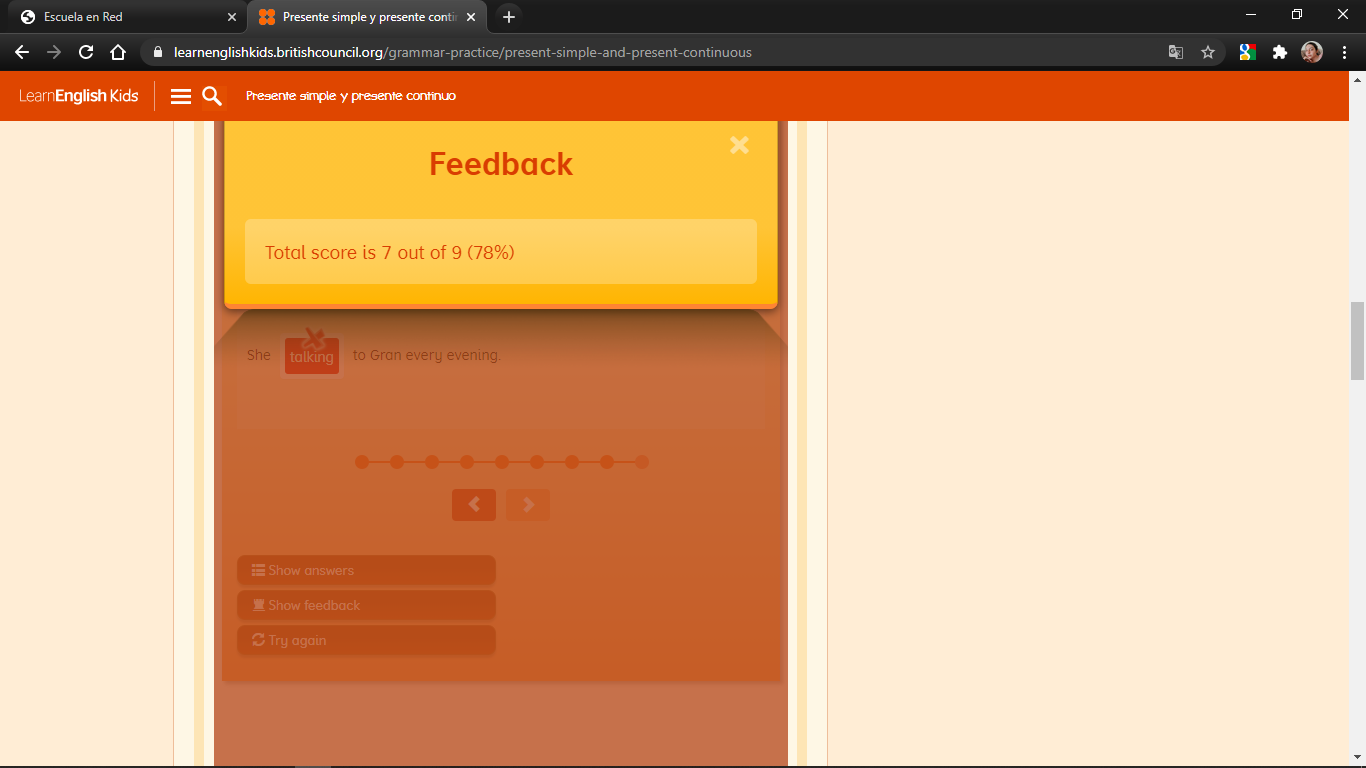 Escuela en Red
Presente simple y presente conti
learnenglishkids.britishcouncil.org/grammar-practice/present-simple-and-present-continuous
LearnEnglish Kids
Presente simple y presente continuo
Feedback
Total score is 7 out of 9 (78%)
She talking to Gran every evening.
Show answers
Show feedback
Try again